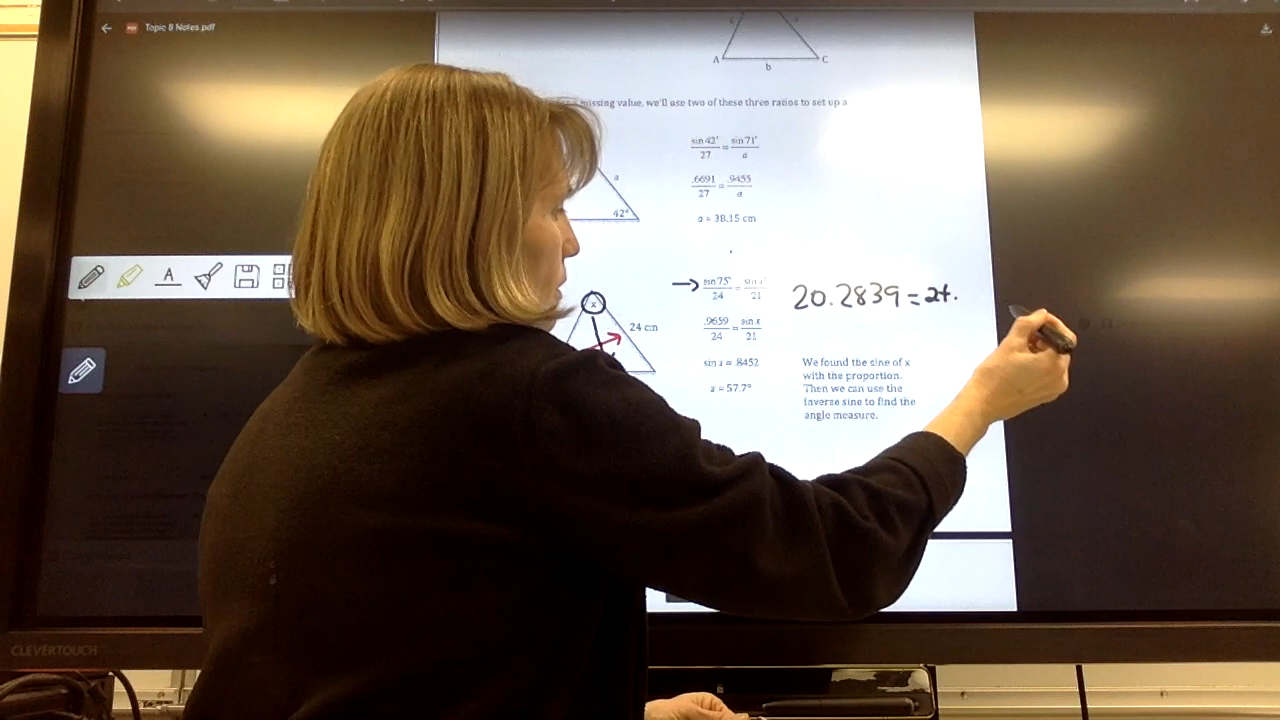 Topic 8 Notes.pdf
c
A
b
C
missing value, we'll use two of these three ratios to set up a
sin 42° / 27 = sin 71° / a
a
42°
.6691 / 27 = .9455 / a
a = 38.15 cm
→ sin 75° / 24 = sin x / 21
20.2839 = 24.
x
24 cm
.9659 / 24 = sin x / 21
sin x = .8452
x = 57.7°
We found the sine of x
with the proportion.
Then we can use the
inverse sine to find the
angle measure.
A
CLEVERTOUCH